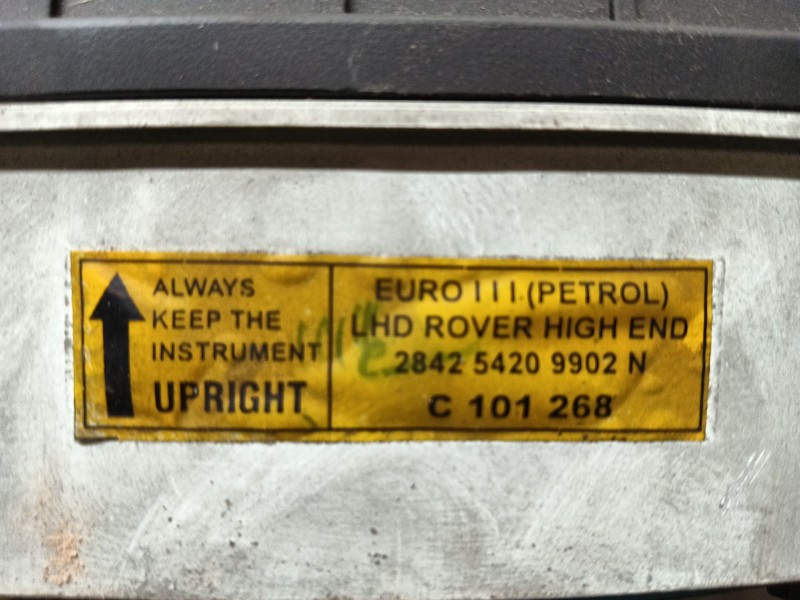 ALWAYS
KEEP THE
INSTRUMENT
UPRIGHT
EURO III (PETROL)
LHD ROVER HIGH END
2842 5420 9902 N
C 101 268